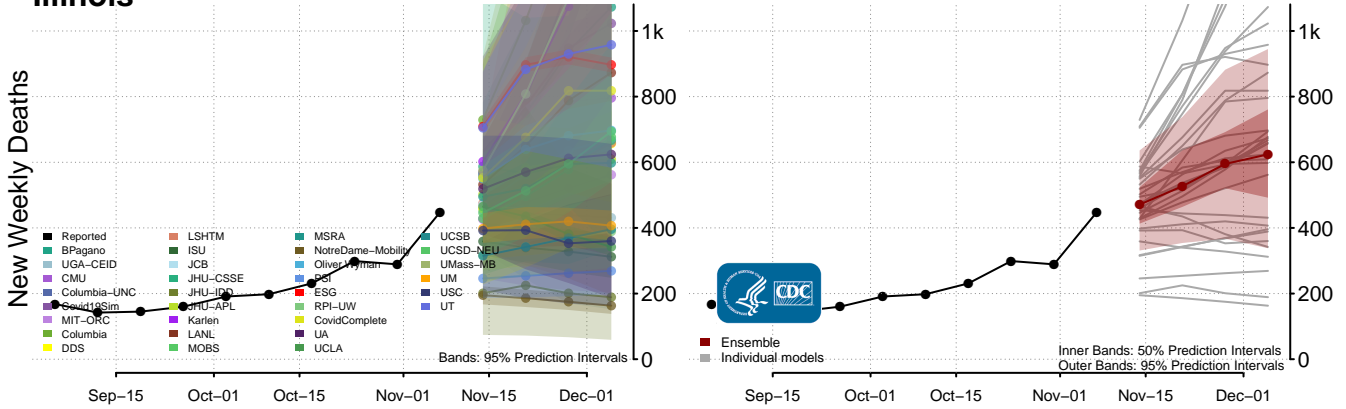 Illinois
New Weekly Deaths
1k
800
600
400
200
0
Reported
BPagano
UGA−CEID
CMU
Columbia−UNC
Covid19Sim
MIT−ORC
Columbia
DDS
LSHTM
ISU
JCB
JHU−CSSE
JHU−IDD
JHU−APL
Karlen
LANL
MOBS
MSRA
NotreDame−Mobility
Oliver Wyman
PSI
ESG
RPI−UW
CovidComplete
UA
UCLA
UCSB
UCSD−NEU
UMass−MB
UM
USC
UT
Bands: 95% Prediction Intervals
Sep−15
Oct−01
Oct−15
Nov−01
Nov−15
Dec−01
1k
800
600
400
200
0
CDC
Ensemble
Individual models
Inner Bands: 50% Prediction Intervals
Outer Bands: 95% Prediction Intervals
Sep−15
Oct−01
Oct−15
Nov−01
Nov−15
Dec−01